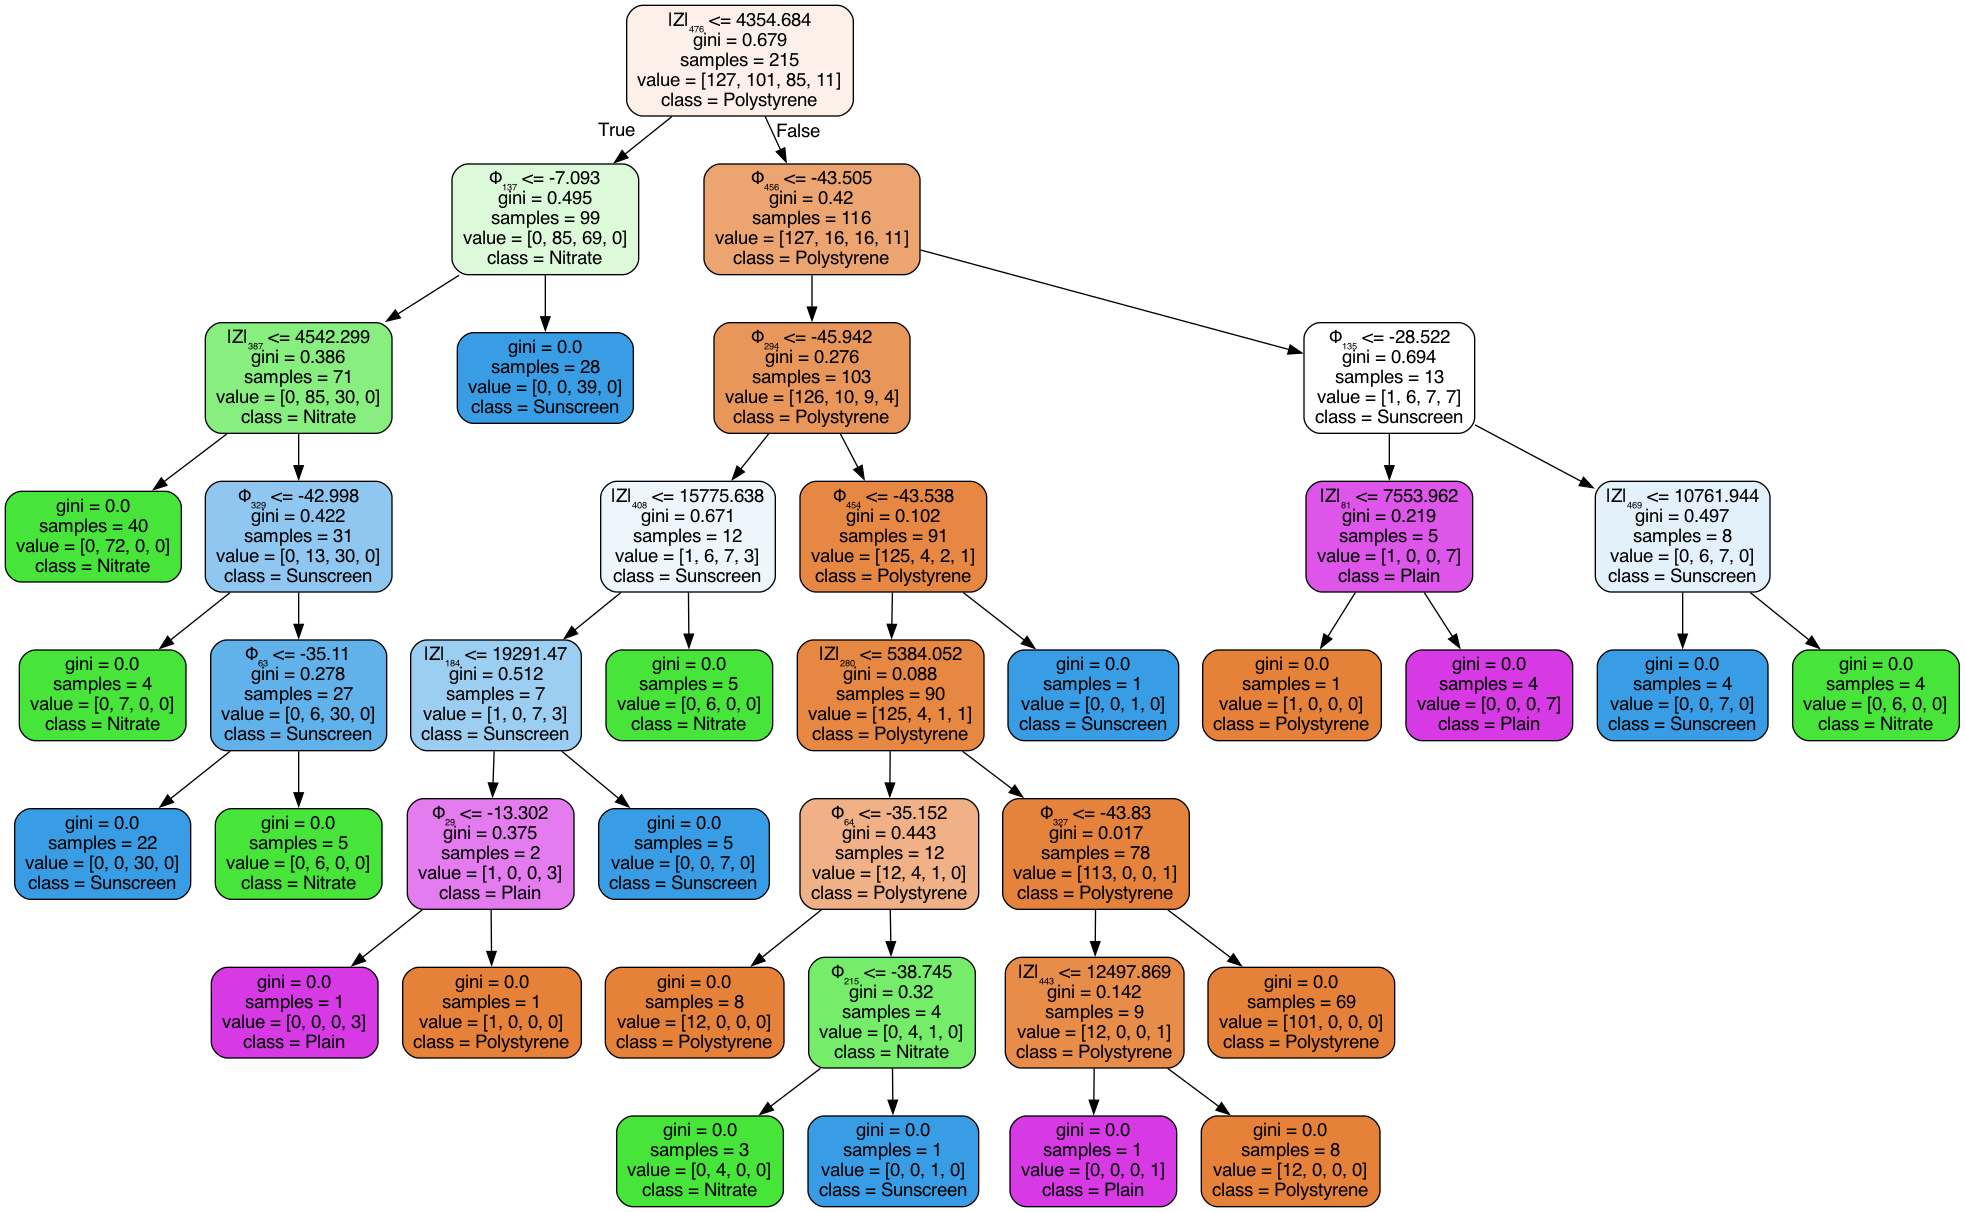 |Z|₄₇₆ <= 4354.684
gini = 0.679
samples = 215
value = [127, 101, 85, 11]
class = Polystyrene
True
False
Φ₁₃₇ <= -7.093
gini = 0.495
samples = 99
value = [0, 85, 69, 0]
class = Nitrate
Φ₄₅₆ <= -43.505
gini = 0.42
samples = 116
value = [127, 16, 16, 11]
class = Polystyrene
|Z|₃₈₇ <= 4542.299
gini = 0.386
samples = 71
value = [0, 85, 30, 0]
class = Nitrate
gini = 0.0
samples = 28
value = [0, 0, 39, 0]
class = Sunscreen
Φ₂₉₄ <= -45.942
gini = 0.276
samples = 103
value = [126, 10, 9, 4]
class = Polystyrene
Φ₁₃₅ <= -28.522
gini = 0.694
samples = 13
value = [1, 6, 7, 7]
class = Sunscreen
gini = 0.0
samples = 40
value = [0, 72, 0, 0]
class = Nitrate
Φ₃₂₉ <= -42.998
gini = 0.422
samples = 31
value = [0, 13, 30, 0]
class = Sunscreen
|Z|₄₀₈ <= 15775.638
gini = 0.671
samples = 12
value = [1, 6, 7, 3]
class = Sunscreen
Φ₄₅₄ <= -43.538
gini = 0.102
samples = 91
value = [125, 4, 2, 1]
class = Polystyrene
|Z|₈₁ <= 7553.962
gini = 0.219
samples = 5
value = [1, 0, 0, 7]
class = Plain
|Z|₄₆₉ <= 10761.944
gini = 0.497
samples = 8
value = [0, 6, 7, 0]
class = Sunscreen
gini = 0.0
samples = 4
value = [0, 7, 0, 0]
class = Nitrate
Φ₆₃ <= -35.11
gini = 0.278
samples = 27
value = [0, 6, 30, 0]
class = Sunscreen
|Z|₁₈₄ <= 19291.47
gini = 0.512
samples = 7
value = [1, 0, 7, 3]
class = Sunscreen
gini = 0.0
samples = 5
value = [0, 6, 0, 0]
class = Nitrate
|Z|₂₈₀ <= 5384.052
gini = 0.088
samples = 90
value = [125, 4, 1, 1]
class = Polystyrene
gini = 0.0
samples = 1
value = [0, 0, 1, 0]
class = Sunscreen
gini = 0.0
samples = 1
value = [1, 0, 0, 0]
class = Polystyrene
gini = 0.0
samples = 4
value = [0, 0, 0, 7]
class = Plain
gini = 0.0
samples = 4
value = [0, 0, 7, 0]
class = Sunscreen
gini = 0.0
samples = 4
value = [0, 6, 0, 0]
class = Nitrate
gini = 0.0
samples = 22
value = [0, 0, 30, 0]
class = Sunscreen
gini = 0.0
samples = 5
value = [0, 6, 0, 0]
class = Nitrate
Φ₂₉ <= -13.302
gini = 0.375
samples = 2
value = [1, 0, 0, 3]
class = Plain
gini = 0.0
samples = 5
value = [0, 0, 7, 0]
class = Sunscreen
Φ₆₄ <= -35.152
gini = 0.443
samples = 12
value = [12, 4, 1, 0]
class = Polystyrene
Φ₃₂₇ <= -43.83
gini = 0.017
samples = 78
value = [113, 0, 0, 1]
class = Polystyrene
gini = 0.0
samples = 1
value = [0, 0, 0, 3]
class = Plain
gini = 0.0
samples = 1
value = [1, 0, 0, 0]
class = Polystyrene
gini = 0.0
samples = 8
value = [12, 0, 0, 0]
class = Polystyrene
Φ₂₁₅ <= -38.745
gini = 0.32
samples = 4
value = [0, 4, 1, 0]
class = Nitrate
|Z|₄₄₃ <= 12497.869
gini = 0.142
samples = 9
value = [12, 0, 0, 1]
class = Polystyrene
gini = 0.0
samples = 69
value = [101, 0, 0, 0]
class = Polystyrene
gini = 0.0
samples = 3
value = [0, 4, 0, 0]
class = Nitrate
gini = 0.0
samples = 1
value = [0, 0, 1, 0]
class = Sunscreen
gini = 0.0
samples = 1
value = [0, 0, 0, 1]
class = Plain
gini = 0.0
samples = 8
value = [12, 0, 0, 0]
class = Polystyrene